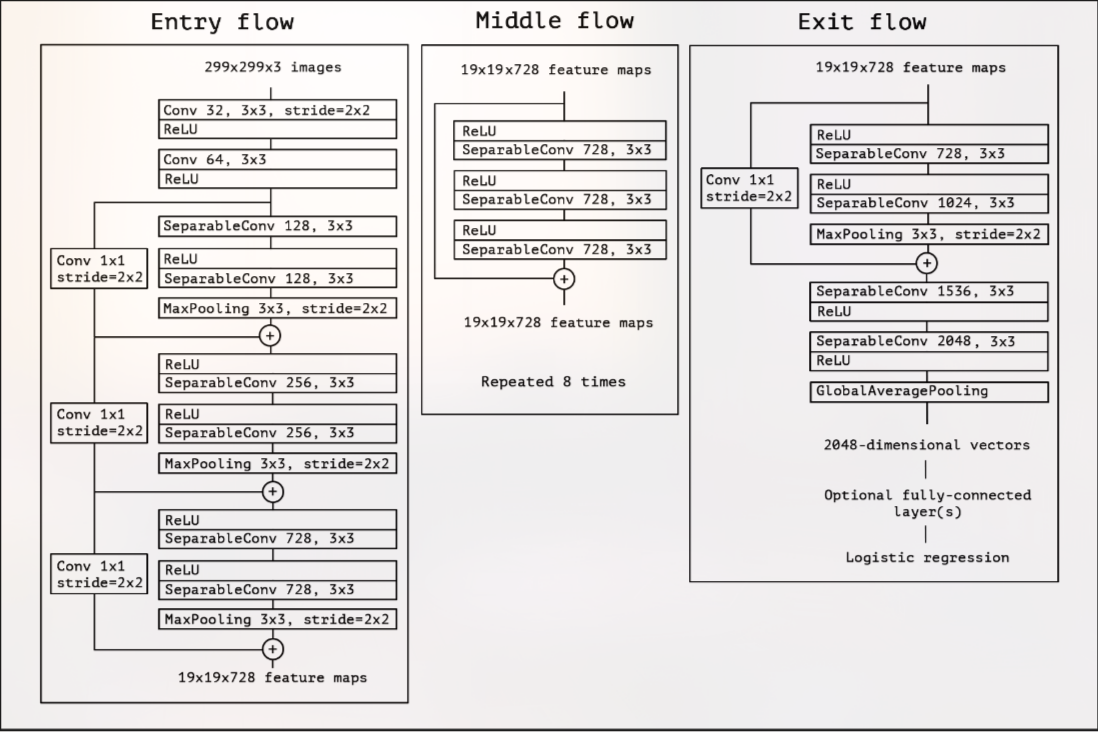 Entry flow
299x299x3 images
Conv 32, 3x3, stride=2x2
ReLU
Conv 64, 3x3
ReLU
SeparableConv 128, 3x3
Conv 1x1
stride=2x2
ReLU
SeparableConv 128, 3x3
MaxPooling 3x3, stride=2x2
+
ReLU
SeparableConv 256, 3x3
Conv 1x1
stride=2x2
ReLU
SeparableConv 256, 3x3
MaxPooling 3x3, stride=2x2
+
ReLU
SeparableConv 728, 3x3
Conv 1x1
stride=2x2
ReLU
SeparableConv 728, 3x3
MaxPooling 3x3, stride=2x2
+
19x19x728 feature maps
Middle flow
19x19x728 feature maps
ReLU
SeparableConv 728, 3x3
ReLU
SeparableConv 728, 3x3
ReLU
SeparableConv 728, 3x3
+
19x19x728 feature maps
Repeated 8 times
Exit flow
19x19x728 feature maps
ReLU
SeparableConv 728, 3x3
Conv 1x1
stride=2x2
ReLU
SeparableConv 1024, 3x3
MaxPooling 3x3, stride=2x2
+
SeparableConv 1536, 3x3
ReLU
SeparableConv 2048, 3x3
ReLU
GlobalAveragePooling
2048-dimensional vectors
Optional fully-connected
layer(s)
Logistic regression